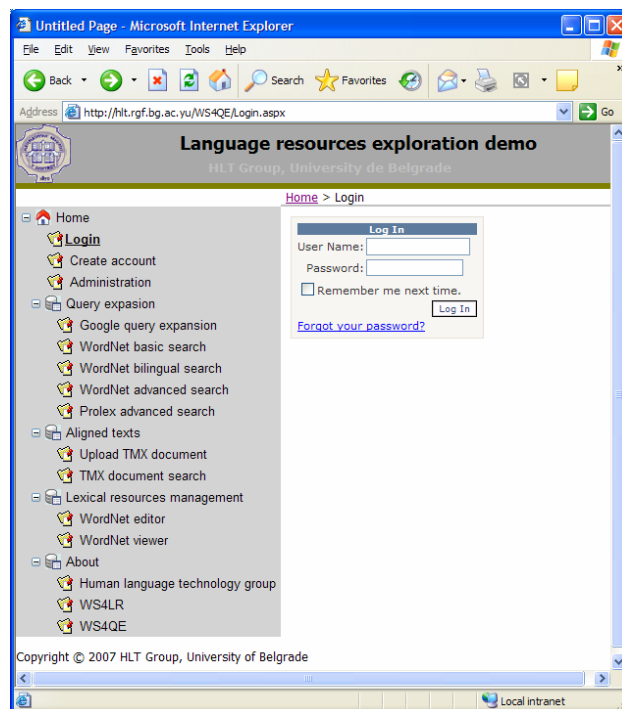 Untitled Page - Microsoft Internet Explorer
File Edit View Favorites Tools Help
Back Search Favorites »
Address http://hlt.rgf.bg.ac.yu/WS4QE/Login.aspx Go
Language resources exploration demo
HLT Group, University de Belgrade
Home > Login
Home
Login
Create account
Administration
Query expasion
Google query expansion
WordNet basic search
WordNet bilingual search
WordNet advanced search
Prolex advanced search
Aligned texts
Upload TMX document
TMX document search
Lexical resources management
WordNet editor
WordNet viewer
About
Human language technology group
WS4LR
WS4QE
Log In
User Name:
Password:
Remember me next time.
Log In
Forgot your password?
Copyright © 2007 HLT Group, University of Belgrade
Local intranet